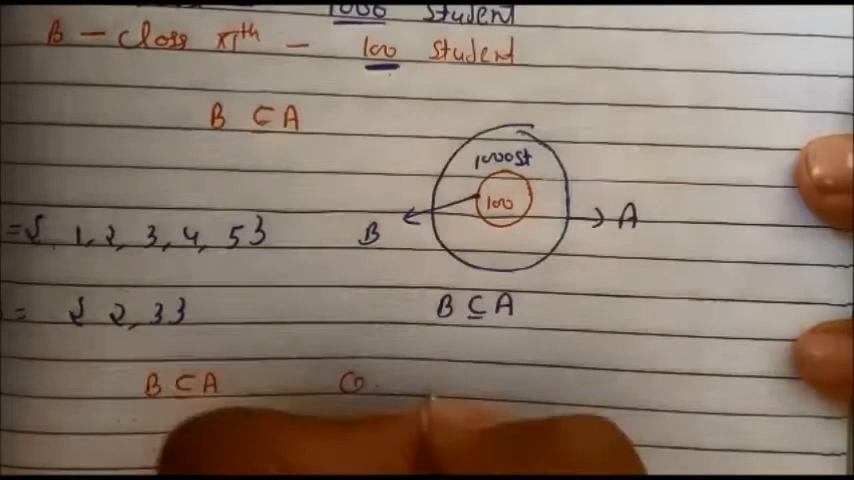 1000 Student
B - Class XIth - 100 Student
B ⊂ A
1000 st
100
= { 1, 2, 3, 4, 5 }
B
A
= { 2, 3 }
B ⊆ A
B ⊂ A